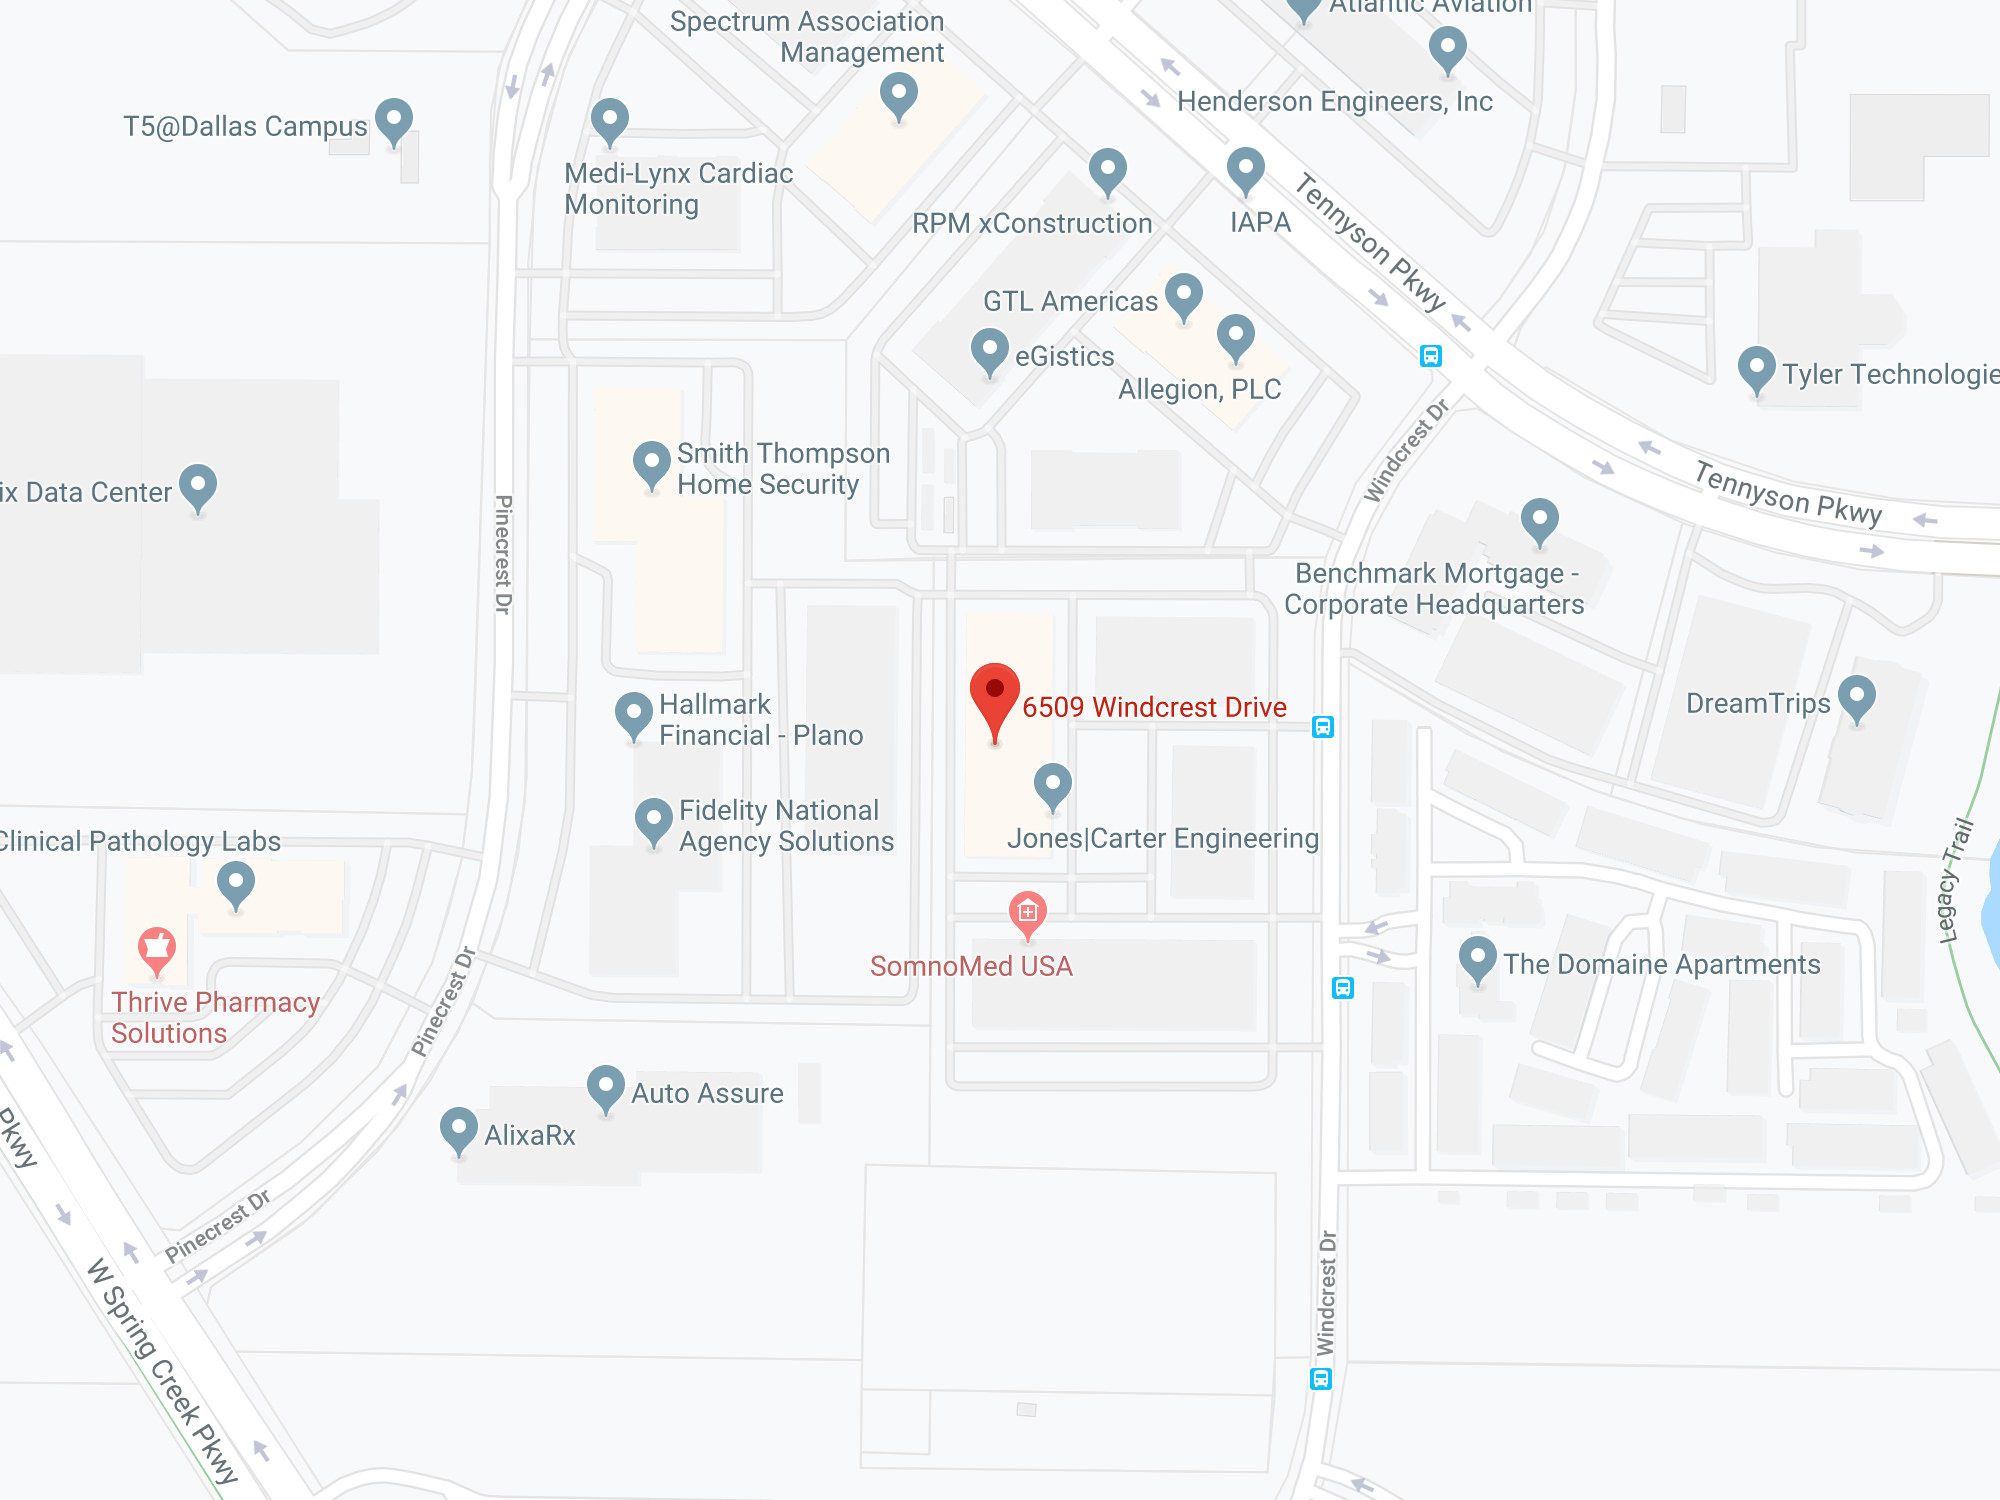 Atlantic Aviation
Spectrum Association
Management
Henderson Engineers, Inc
T5@Dallas Campus
Medi-Lynx Cardiac
Monitoring
RPM xConstruction
IAPA
Tennyson Pkwy
GTL Americas
eGistics
Allegion, PLC
Tyler Technologie
Windcrest Dr
Smith Thompson
Home Security
ix Data Center
Pinecrest Dr
Tennyson Pkwy
Benchmark Mortgage -
Corporate Headquarters
Hallmark
Financial - Plano
6509 Windcrest Drive
DreamTrips
Fidelity National
Agency Solutions
Jones|Carter Engineering
Clinical Pathology Labs
Legacy Trail
SomnoMed USA
The Domaine Apartments
Thrive Pharmacy
Solutions
Pinecrest Dr
Auto Assure
AlixaRx
Pkwy
Pinecrest Dr
W Spring Creek Pkwy
Windcrest Dr